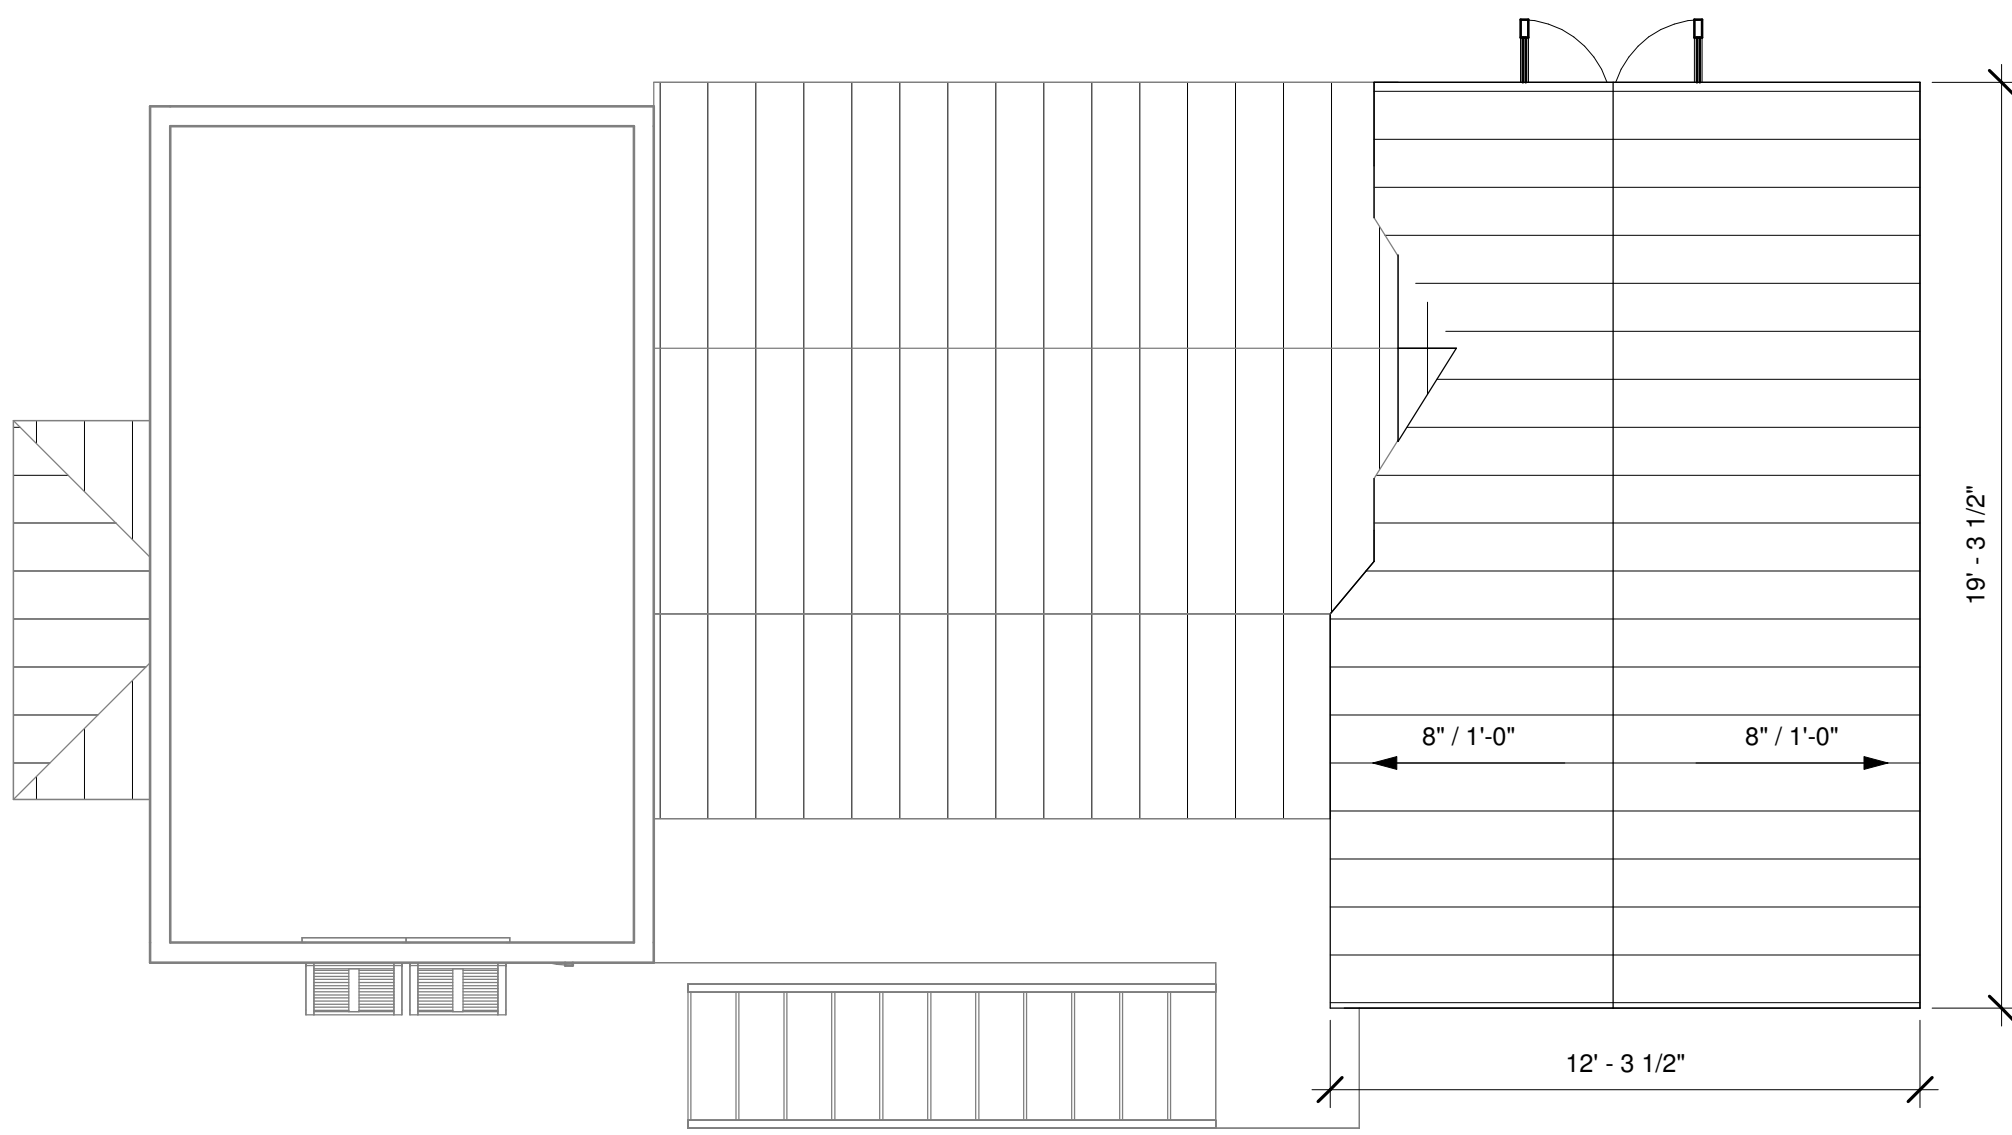 19' - 3 1/2"
8" / 1'-0"
8" / 1'-0"
12' - 3 1/2"